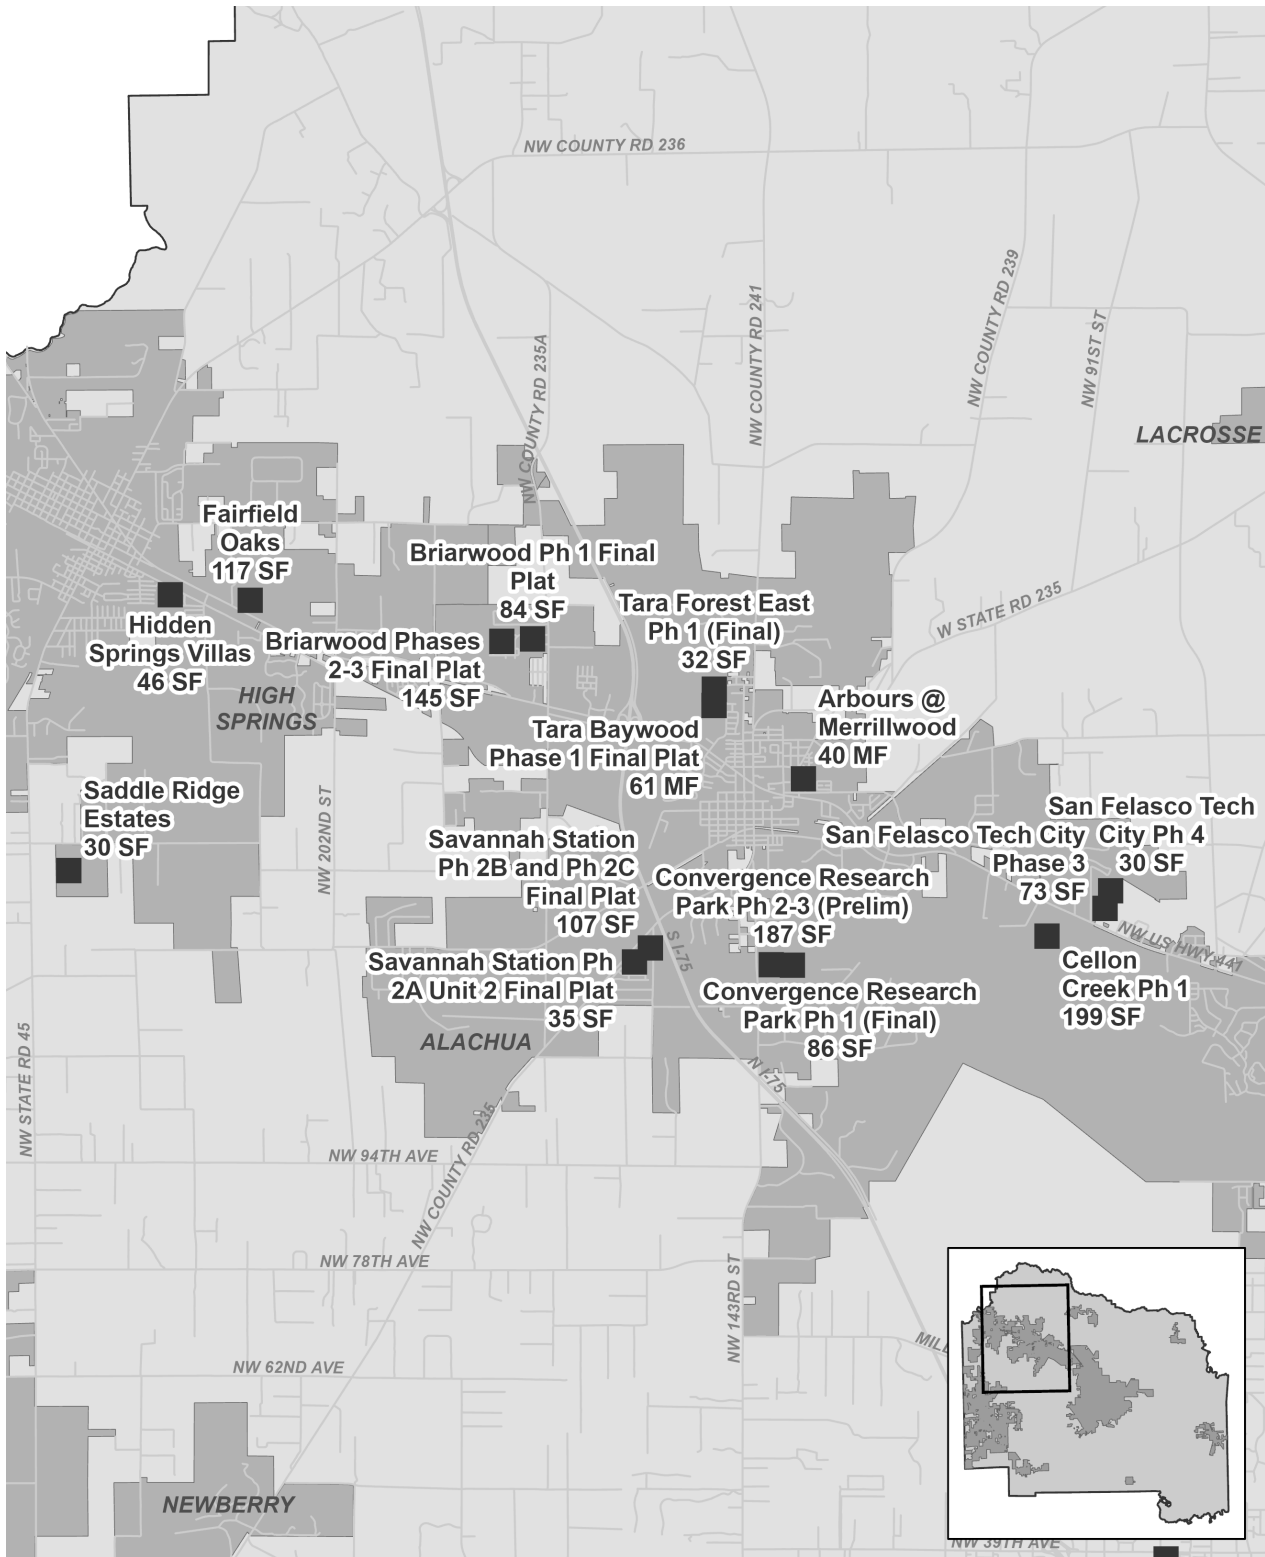 NW COUNTY RD 236
NW COUNTY RD 239
NW COUNTY RD 241
NW 91ST ST
NW COUNTY RD 235A
LACROSSE
Fairfield
Oaks
117 SF
Briarwood Ph 1 Final
Plat
84 SF
Tara Forest East
Ph 1 (Final)
32 SF
W STATE RD 235
Hidden
Springs Villas
46 SF
Briarwood Phases
2-3 Final Plat
145 SF
HIGH
SPRINGS
Arbours @
Merrillwood
40 MF
Tara Baywood
Phase 1 Final Plat
61 MF
Saddle Ridge
Estates
30 SF
NW 202ND ST
San Felasco Tech
City Ph 4
30 SF
San Felasco Tech City
Phase 3
73 SF
Savannah Station
Ph 2B and Ph 2C
Final Plat
107 SF
Convergence Research
Park Ph 2-3 (Prelim)
187 SF
NW US HWY 441
S I-75
Savannah Station Ph
2A Unit 2 Final Plat
35 SF
Cellon
Creek Ph 1
199 SF
Convergence Research
Park Ph 1 (Final)
86 SF
ALACHUA
N I-75
NW STATE RD 45
NW 94TH AVE
NW COUNTY RD 235
NW 78TH AVE
NW 143RD ST
NW 62ND AVE
NEWBERRY
NW 39TH AVE